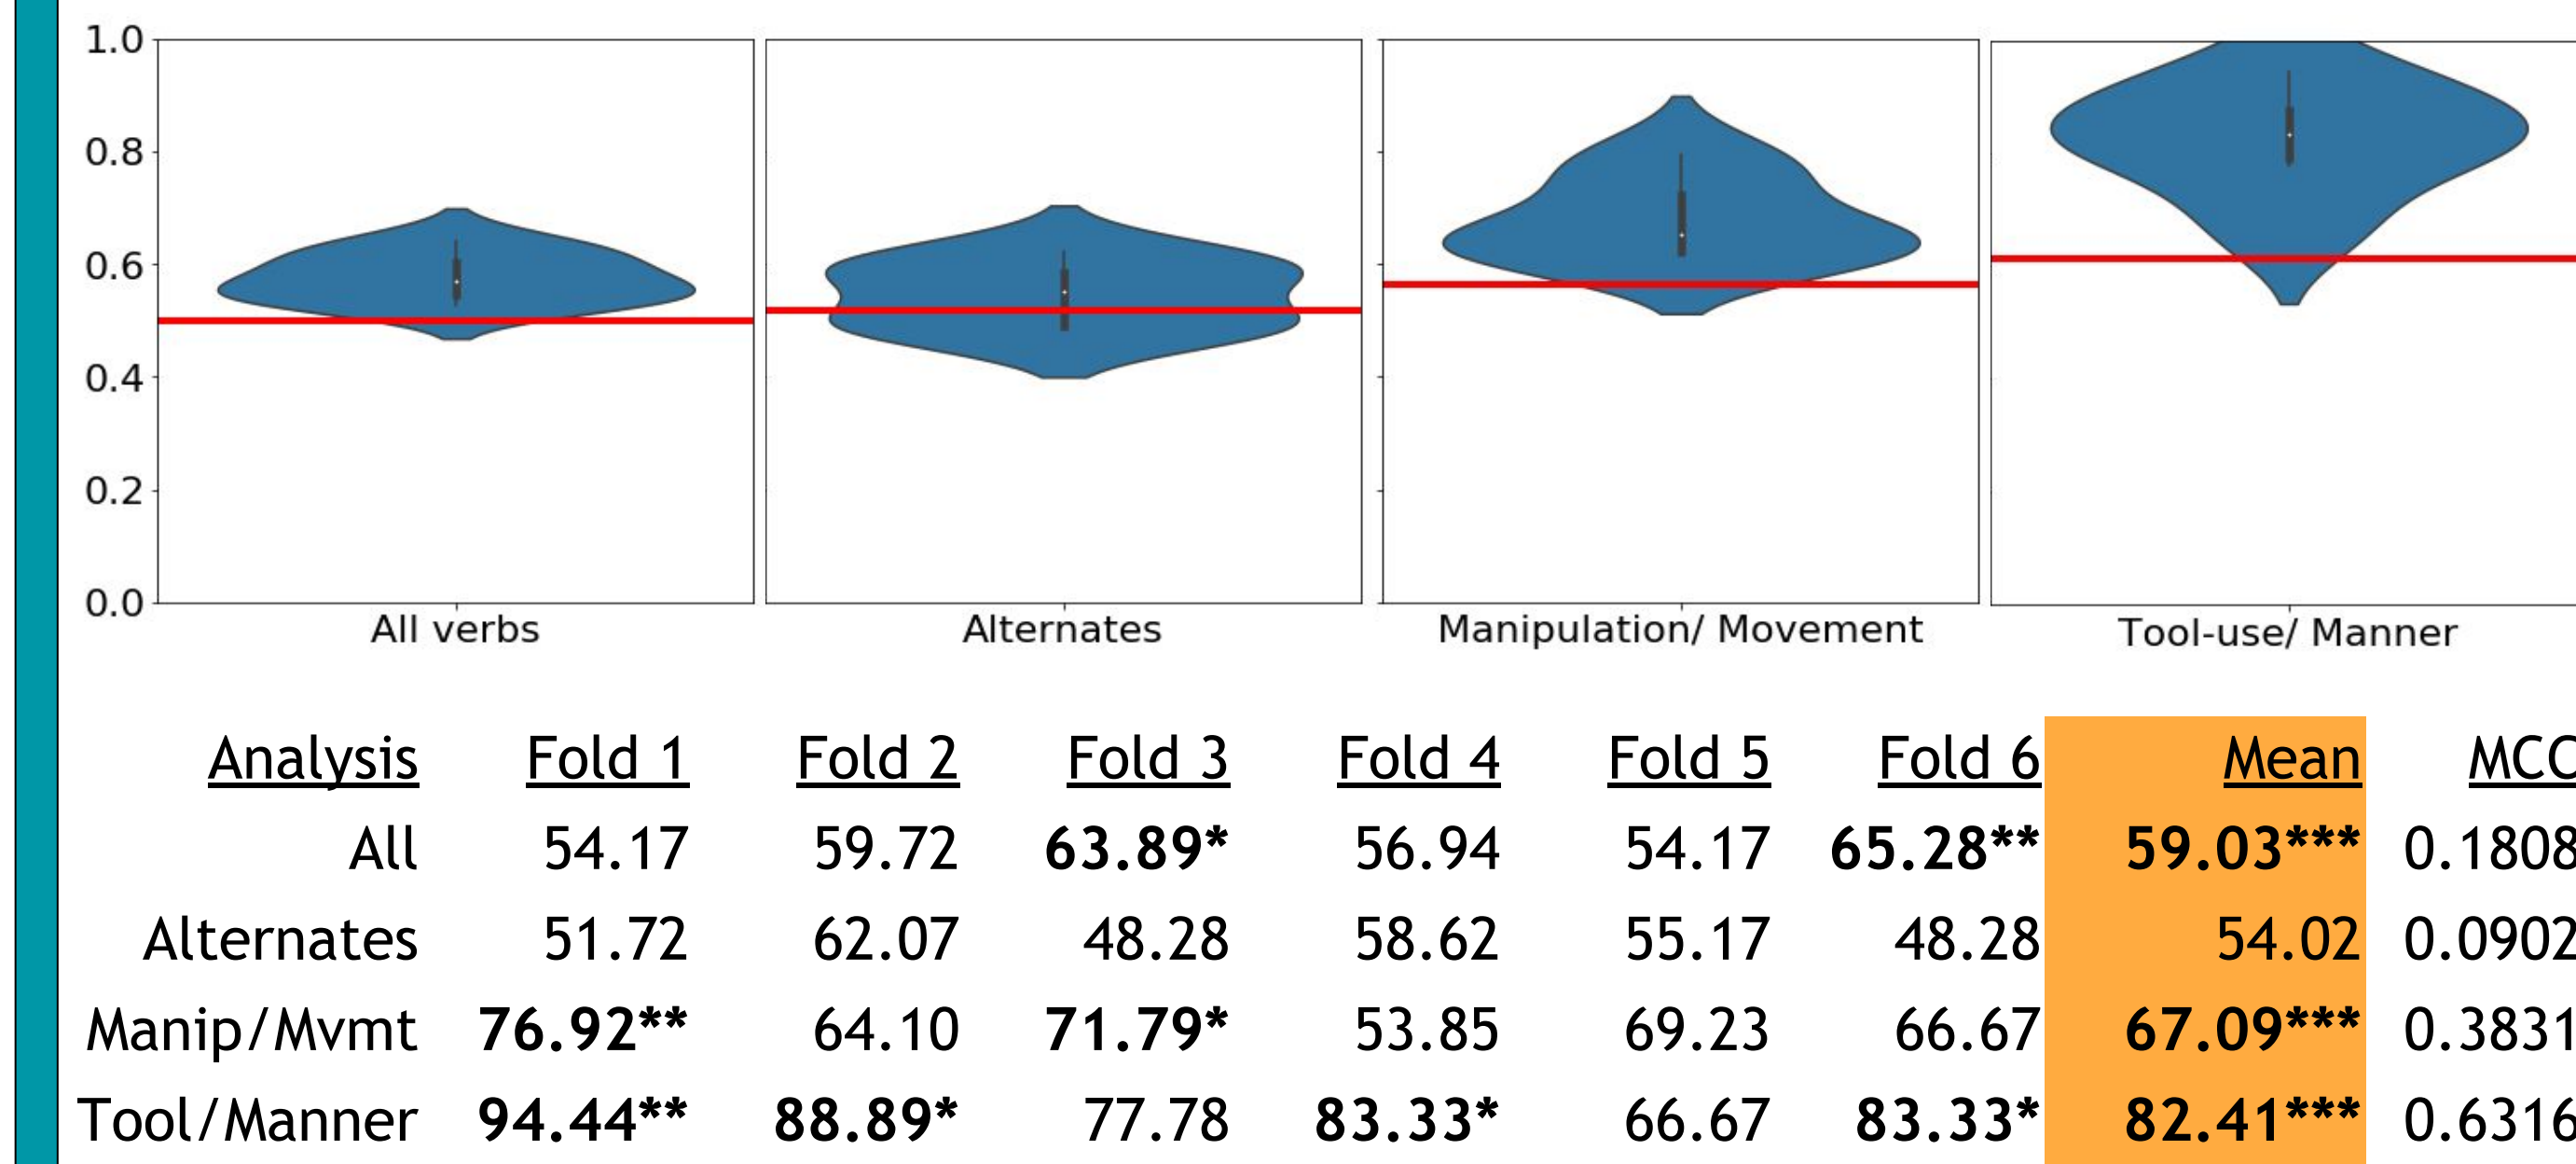 1.0
0.8
0.6
0.4
0.2
0.0
All verbs Alternates Manipulation/ Movement Tool-use/ Manner
Analysis Fold 1 Fold 2 Fold 3 Fold 4 Fold 5 Fold 6 Mean MCC
All 54.17 59.72 63.89* 56.94 54.17 65.28** 59.03*** 0.1808
Alternates 51.72 62.07 48.28 58.62 55.17 48.28 54.02 0.0902
Manip/Mvmt 76.92** 64.10 71.79* 53.85 69.23 66.67 67.09*** 0.3831
Tool/Manner 94.44** 88.89* 77.78 83.33* 66.67 83.33* 82.41*** 0.6316